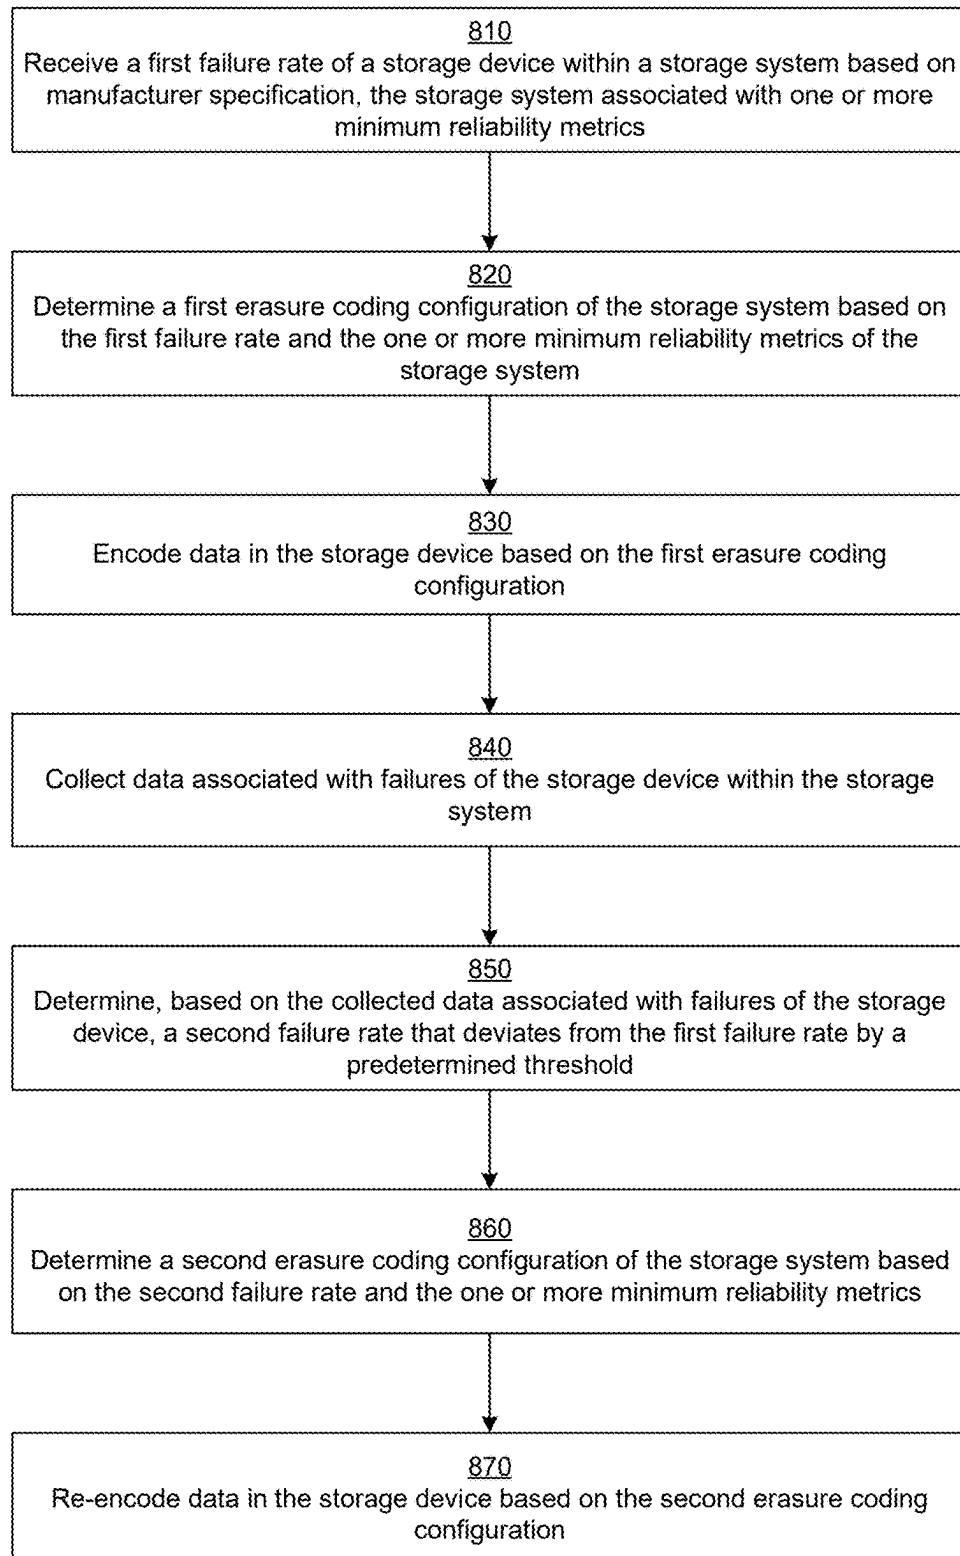 810
Receive a first failure rate of a storage device within a storage system based on
manufacturer specification, the storage system associated with one or more
minimum reliability metrics
820
Determine a first erasure coding configuration of the storage system based on
the first failure rate and the one or more minimum reliability metrics of the
storage system
830
Encode data in the storage device based on the first erasure coding
configuration
840
Collect data associated with failures of the storage device within the storage
system
850
Determine, based on the collected data associated with failures of the storage
device, a second failure rate that deviates from the first failure rate by a
predetermined threshold
860
Determine a second erasure coding configuration of the storage system based
on the second failure rate and the one or more minimum reliability metrics
870
Re-encode data in the storage device based on the second erasure coding
configuration